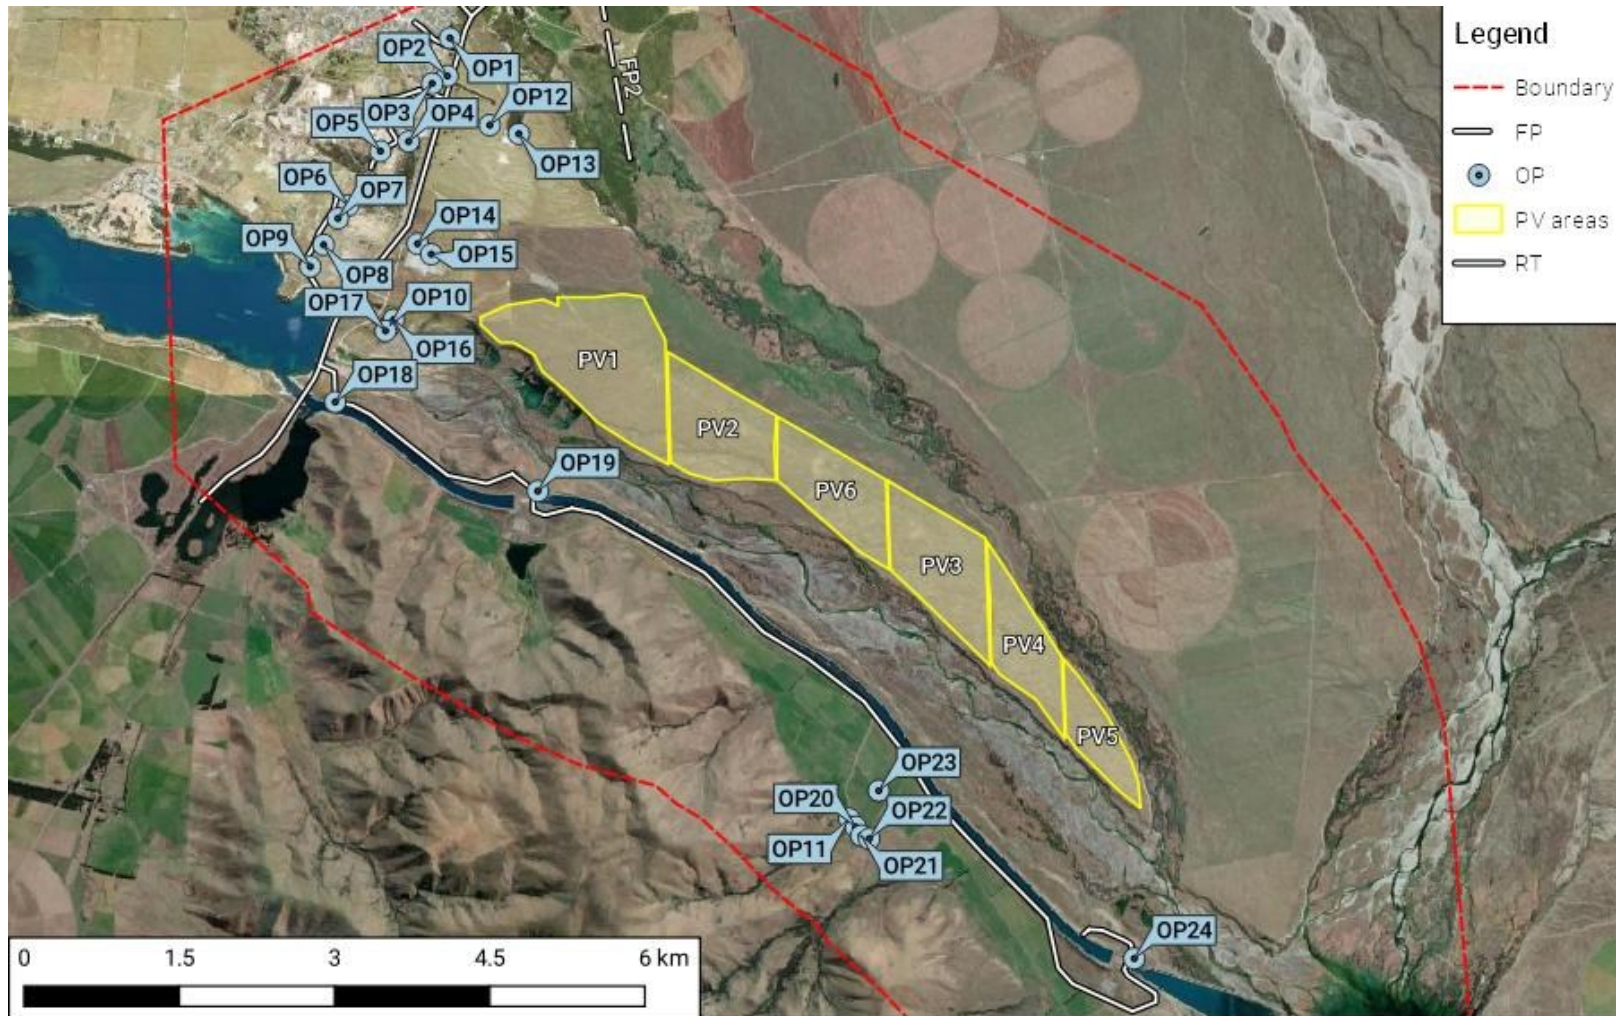 Legend
Boundary
FP
OP
PV areas
RT
FP2
OP2
OP1
OP3
OP4
OP12
OP5
OP13
OP6
OP7
OP14
OP9
OP15
OP8
OP17
OP10
OP16
OP18
OP19
PV1
PV2
PV6
PV3
PV4
PV5
OP23
OP20
OP22
OP11
OP21
OP24
0 1.5 3 4.5 6 km